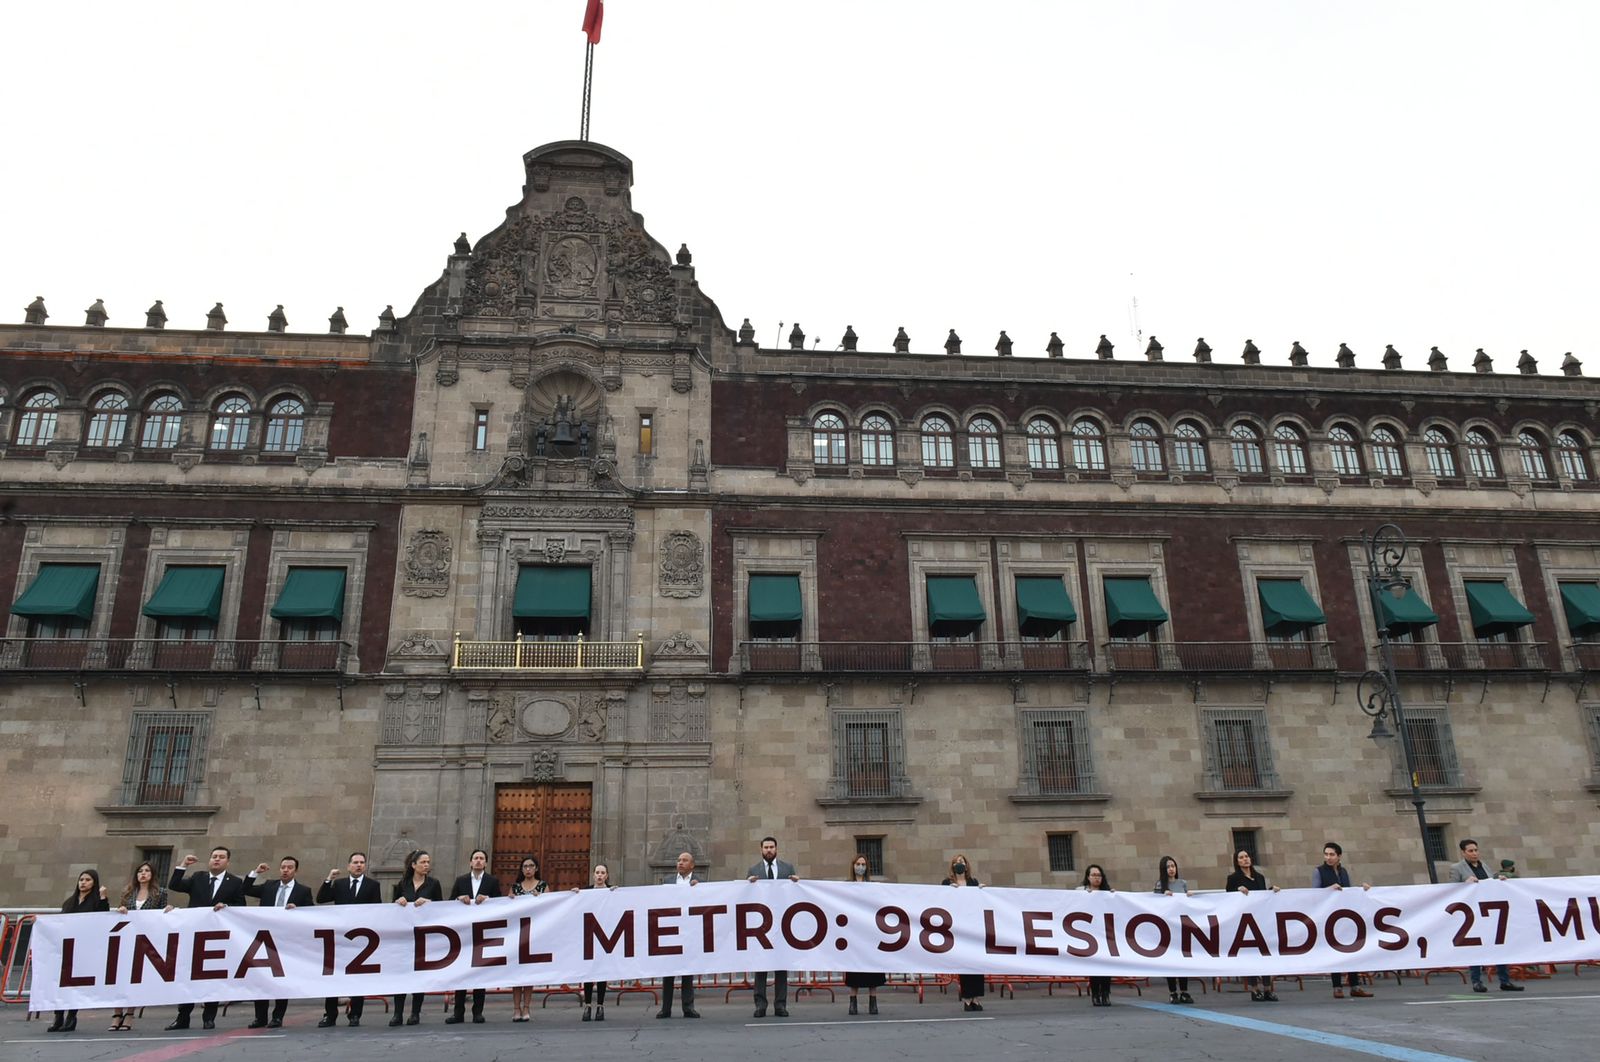 LÍNEA 12 DEL METRO: 98 LESIONADOS, 27